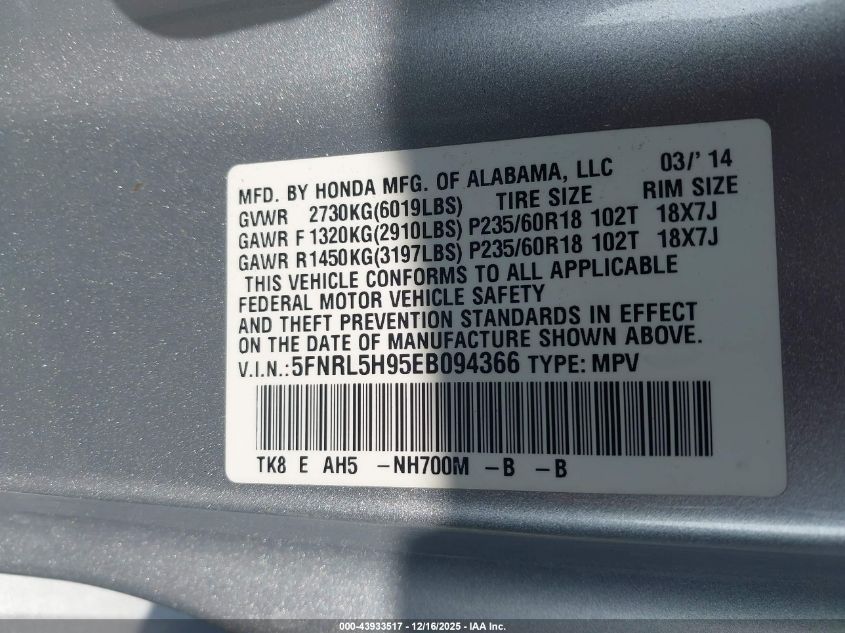 MFD. BY HONDA MFG. OF ALABAMA, LLC 03/' 14
GVWR 2730KG(6019LBS) TIRE SIZE RIM SIZE
GAWR F 1320KG(2910LBS) P235/60R18 102T 18X7J
GAWR R1450KG(3197LBS) P235/60R18 102T 18X7J
THIS VEHICLE CONFORMS TO ALL APPLICABLE
FEDERAL MOTOR VEHICLE SAFETY
AND THEFT PREVENTION STANDARDS IN EFFECT
ON THE DATE OF MANUFACTURE SHOWN ABOVE.
V.I.N.:5FNRL5H95EB094366 TYPE: MPV
TK8 E AH5 -NH700M -B -B
000-43933517 - 12/16/2025 - IAA Inc.